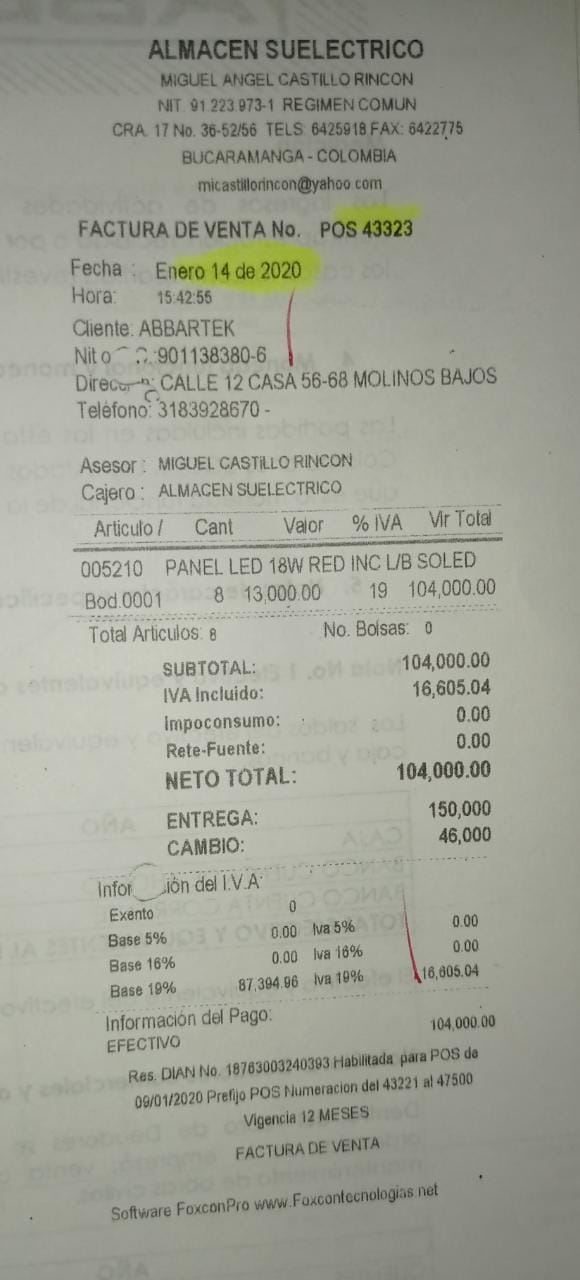 ALMACEN SUELECTRICO
MIGUEL ANGEL CASTILLO RINCON
NIT 91.223.973-1 REGIMEN COMUN
CRA. 17 No. 36-52/56 TELS: 6425918 FAX: 6422775
BUCARAMANGA - COLOMBIA
micastillorincon@yahoo.com
FACTURA DE VENTA No. POS 43323
Fecha : Enero 14 de 2020
Hora: 15:42:55
Cliente: ABBARTEK
Nit o :901138380-6
CALLE 12 CASA 56-68 MOLINOS BAJOS
Teléfono: 3183928670 -
Asesor : MIGUEL CASTILLO RINCON
Cajero : ALMACEN SUELECTRICO
Articulo / Cant Valor % IVA Vlr Total
005210 PANEL LED 18W RED INC L/B SOLED
Bod.0001 8 13,000.00 19 104,000.00
Total Articulos: 8 No. Bolsas: 0
SUBTOTAL: 104,000.00
IVA Incluido: 16,605.04
Impoconsumo: 0.00
Rete-Fuente: 0.00
NETO TOTAL: 104,000.00
ENTREGA: 150,000
CAMBIO: 46,000
del I.V.A
Exento 0
Base 5% 0.00 Iva 5% 0.00
Base 16% 0.00 Iva 16% 0.00
Base 19% 87,394.96 Iva 19% 16,605.04
Información del Pago:
EFECTIVO 104,000.00
Res. DIAN No. 18763003240393 Habilitada para POS de
09/01/2020 Prefijo POS Numeracion del 43221 al 47500
Vigencia 12 MESES
FACTURA DE VENTA
Software FoxconPro www.Foxcontecnologias.net